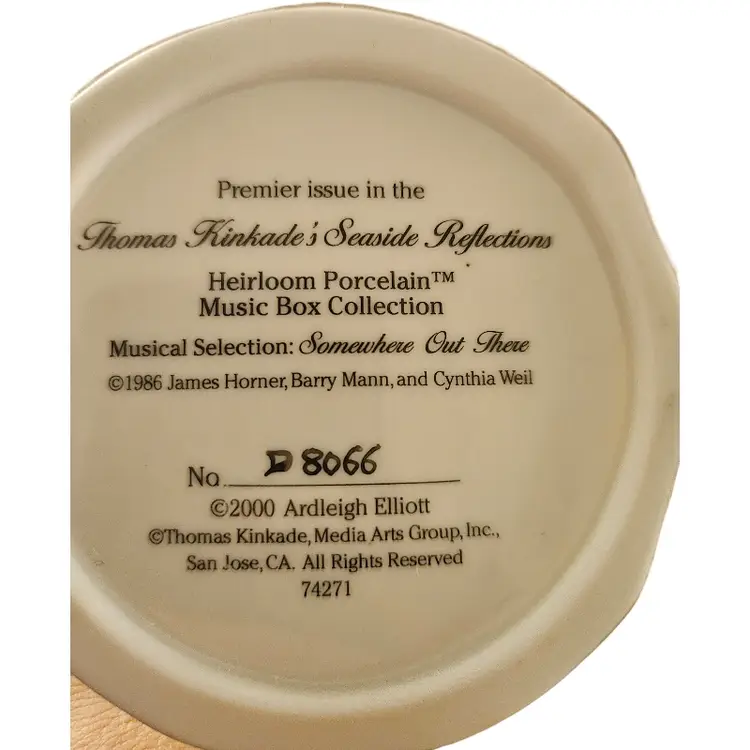 Premier issue in the
Thomas Kinkade's Seaside Reflections
Heirloom Porcelain™
Music Box Collection
Musical Selection: Somewhere Out There
©1986 James Horner, Barry Mann, and Cynthia Weil
No. D8066
©2000 Ardleigh Elliott
©Thomas Kinkade, Media Arts Group, Inc.,
San Jose, CA. All Rights Reserved
74271